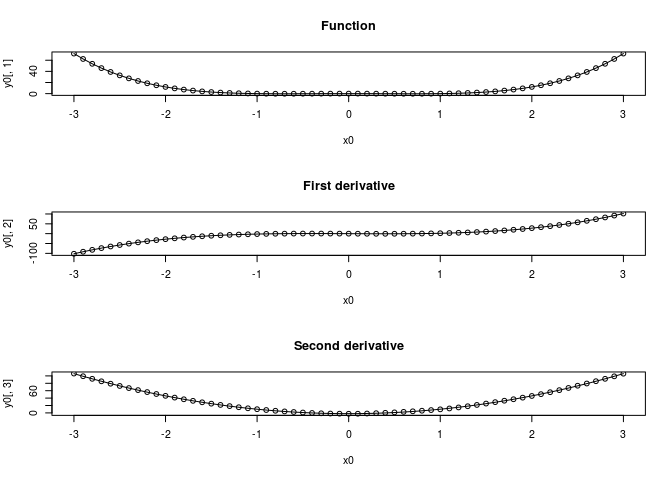 Function
y0[, 1]
40
0
-3 -2 -1 0 1 2 3
x0
First derivative
y0[, 2]
50
-100
-3 -2 -1 0 1 2 3
x0
Second derivative
y0[, 3]
60
0
-3 -2 -1 0 1 2 3
x0